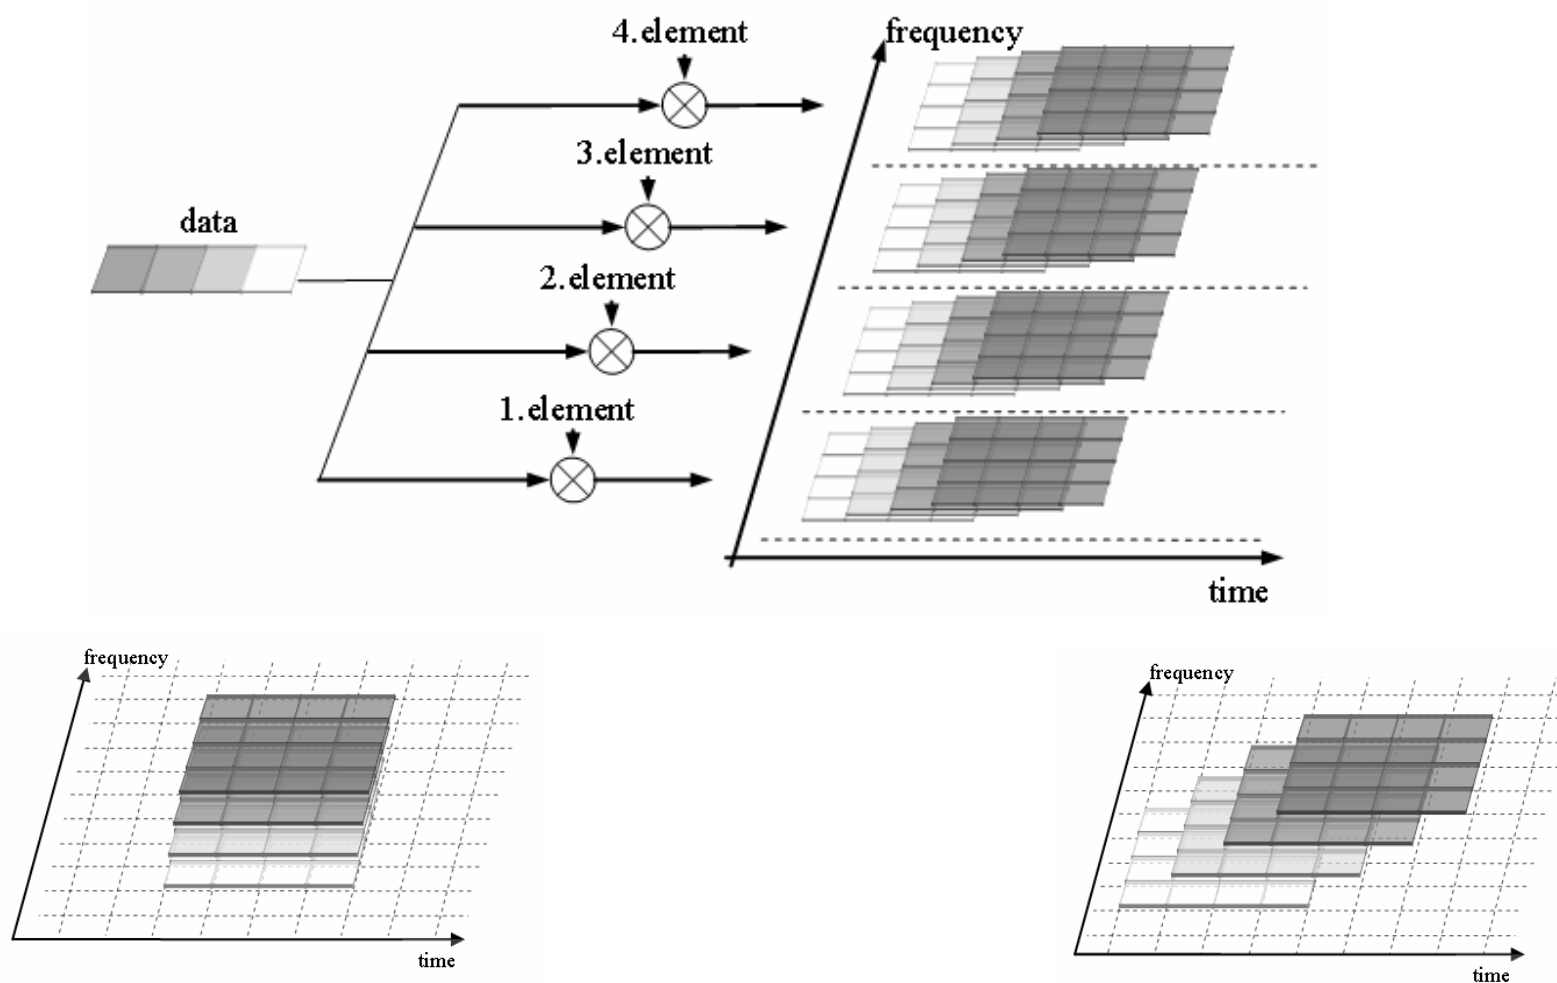 4.element
frequency
3.element
data
2.element
1.element
time
frequency
time
frequency
time